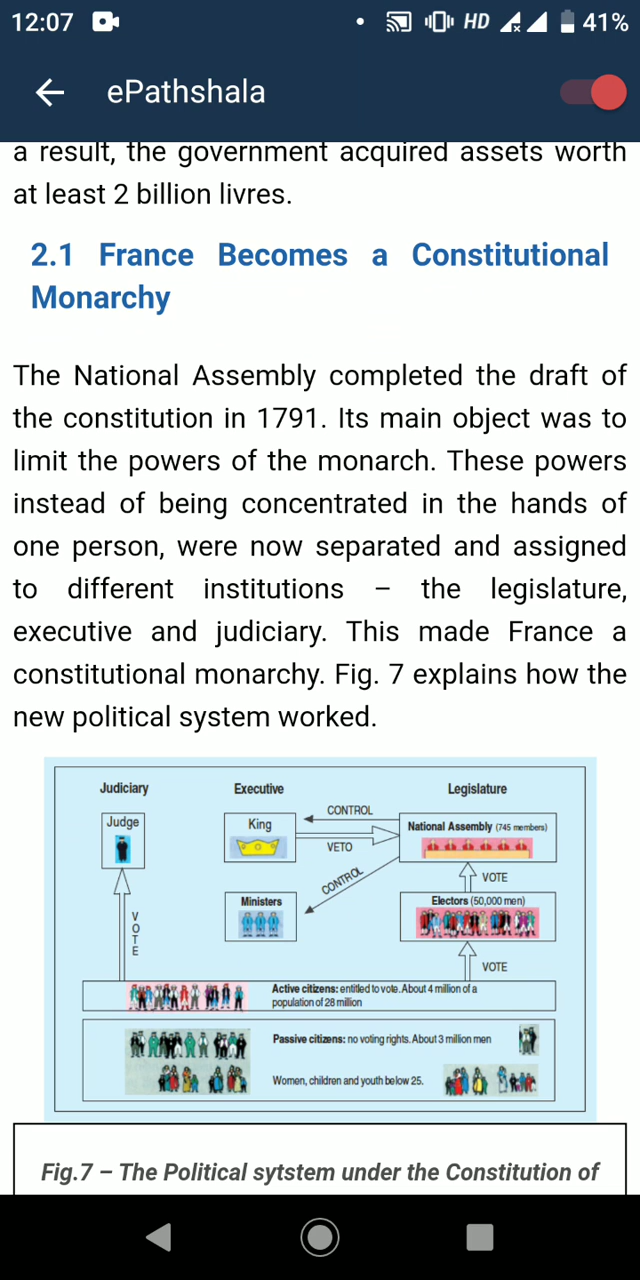 12:07
HD
41%
ePathshala
a result, the government acquired assets worth
at least 2 billion livres.
2.1 France Becomes a Constitutional
Monarchy
The National Assembly completed the draft of
the constitution in 1791. Its main object was to
limit the powers of the monarch. These powers
instead of being concentrated in the hands of
one person, were now separated and assigned
to different institutions – the legislature,
executive and judiciary. This made France a
constitutional monarchy. Fig. 7 explains how the
new political system worked.
Judiciary
Executive
Legislature
Judge
King
CONTROL
VETO
National Assembly (745 members)
CONTROL
VOTE
Ministers
Electors (50,000 men)
VOTE
VOTE
Active citizens: entitled to vote. About 4 million of a
population of 28 million
Passive citizens: no voting rights. About 3 million men
Women, children and youth below 25.
Fig.7 – The Political sytstem under the Constitution of